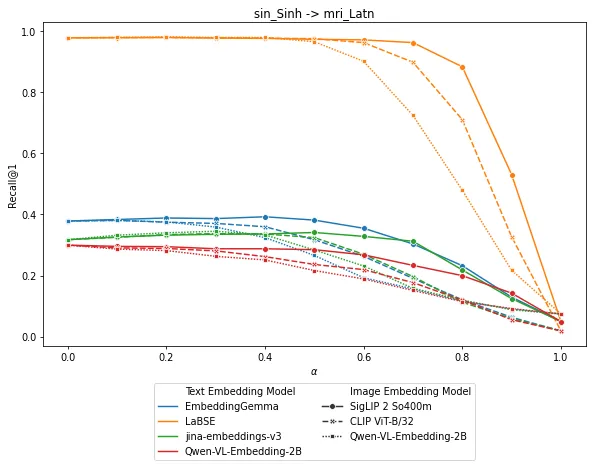 sin_Sinh -> mri_Latn
1.0
0.8
0.6
0.4
0.2
0.0
Recall@1
0.0 0.2 0.4 0.6 0.8 1.0
α
Text Embedding Model
EmbeddingGemma
LaBSE
jina-embeddings-v3
Qwen-VL-Embedding-2B
Image Embedding Model
SigLIP 2 So400m
CLIP ViT-B/32
Qwen-VL-Embedding-2B